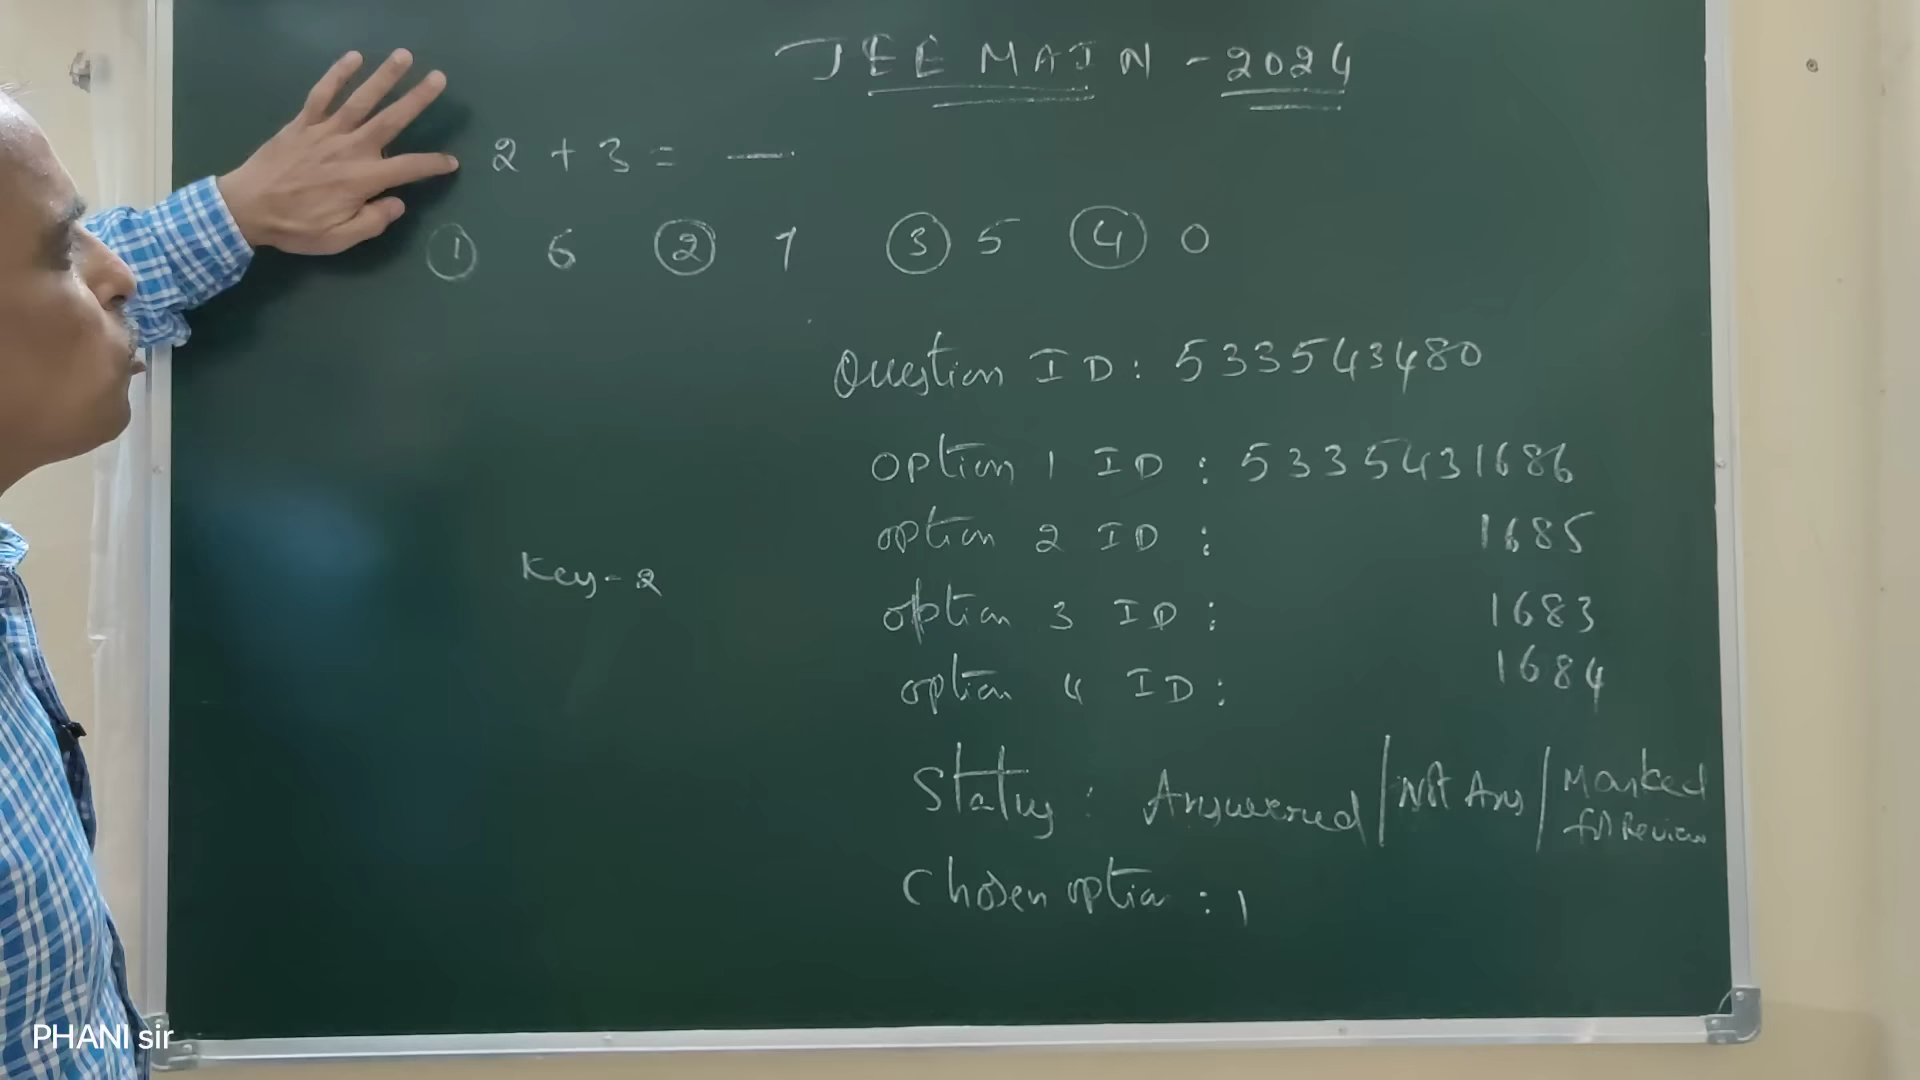 JEE MAIN - 2024
2 + 3 = —
① 6 ② 7 ③ 5 ④ 0
Question ID : 533543480
option 1 ID : 5335431686
option 2 ID : 1685
option 3 ID : 1683
option 4 ID : 1684
Key - 2
Status : Answered / Not Ans / Marked for Review
Chosen option : 1
PHANI sir